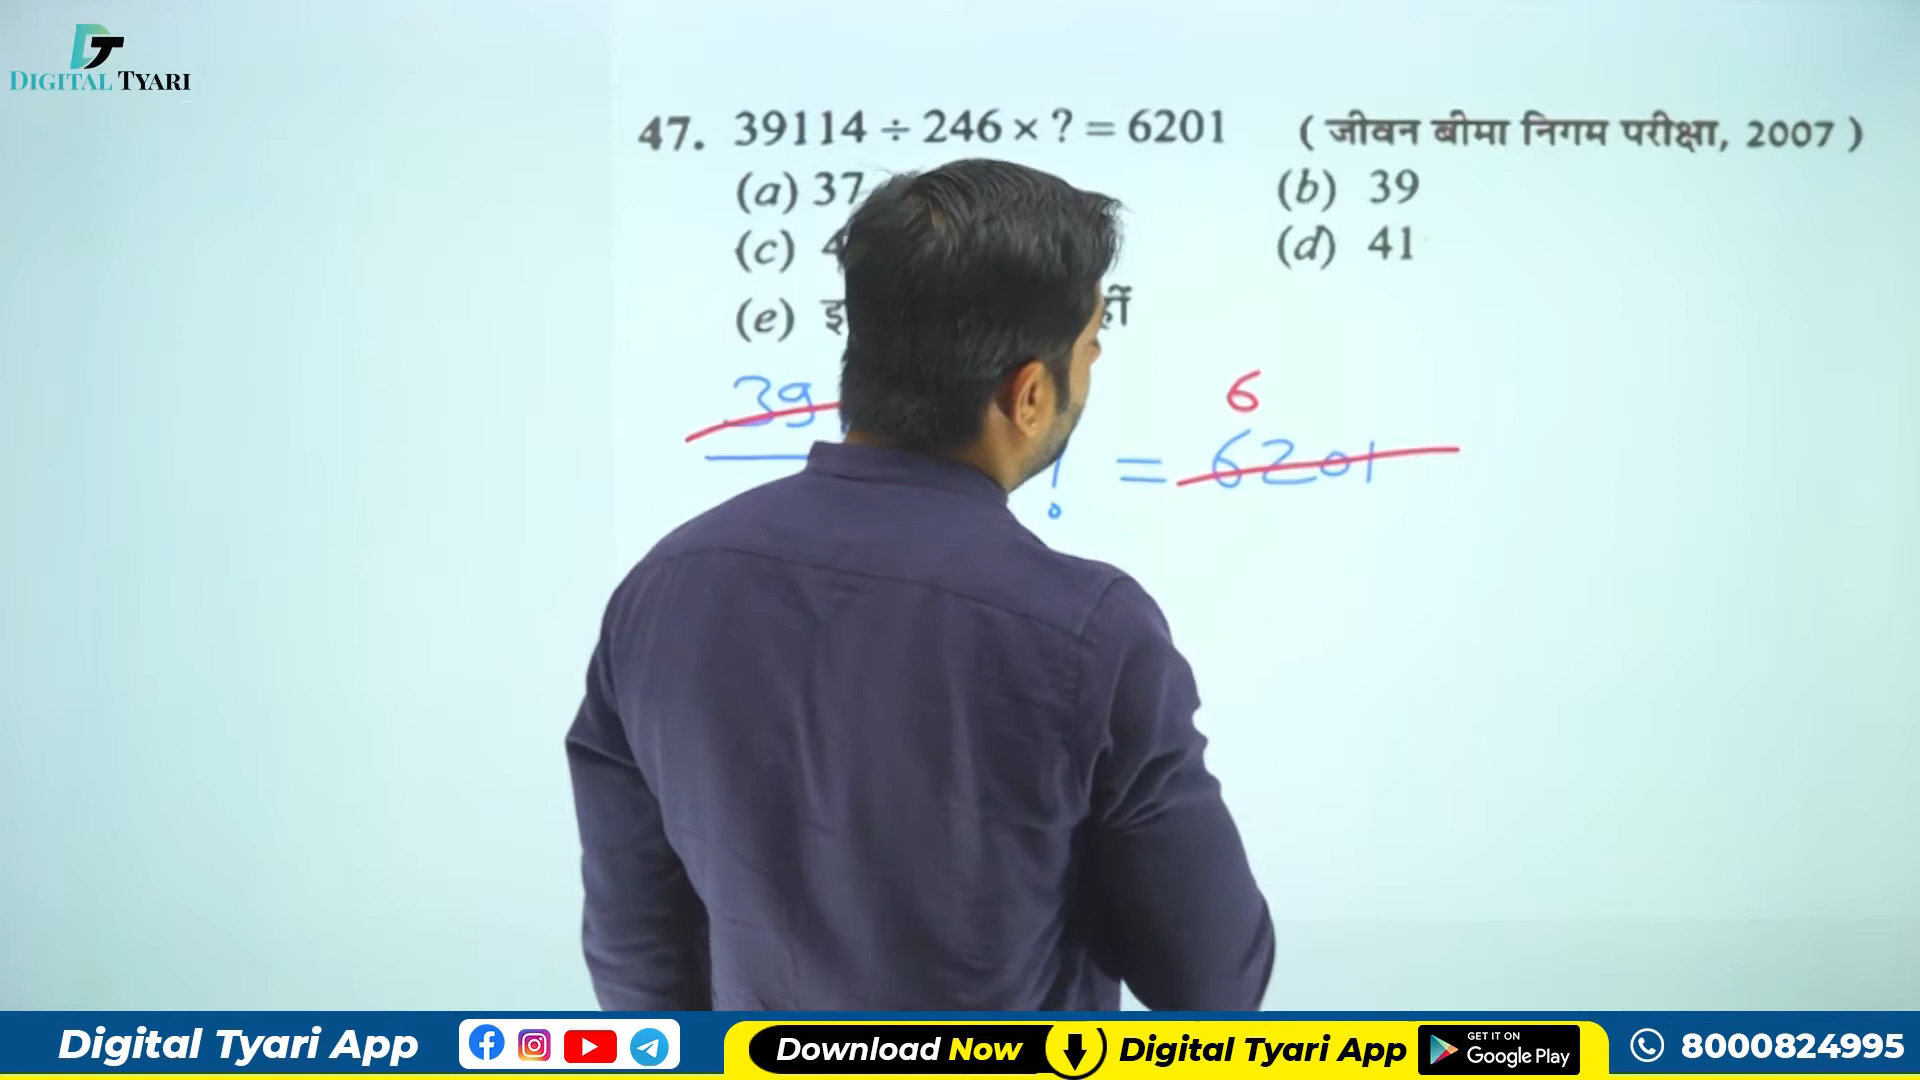 DIGITAL TYARI
47. 39114 ÷ 246 × ? = 6201 ( जीवन बीमा निगम परीक्षा, 2007 )
(a) 37 (b) 39
(c) 4 (d) 41
(e)
39
6
= 6201
Digital Tyari App
Download Now
Digital Tyari App
GET IT ON
Google Play
8000824995